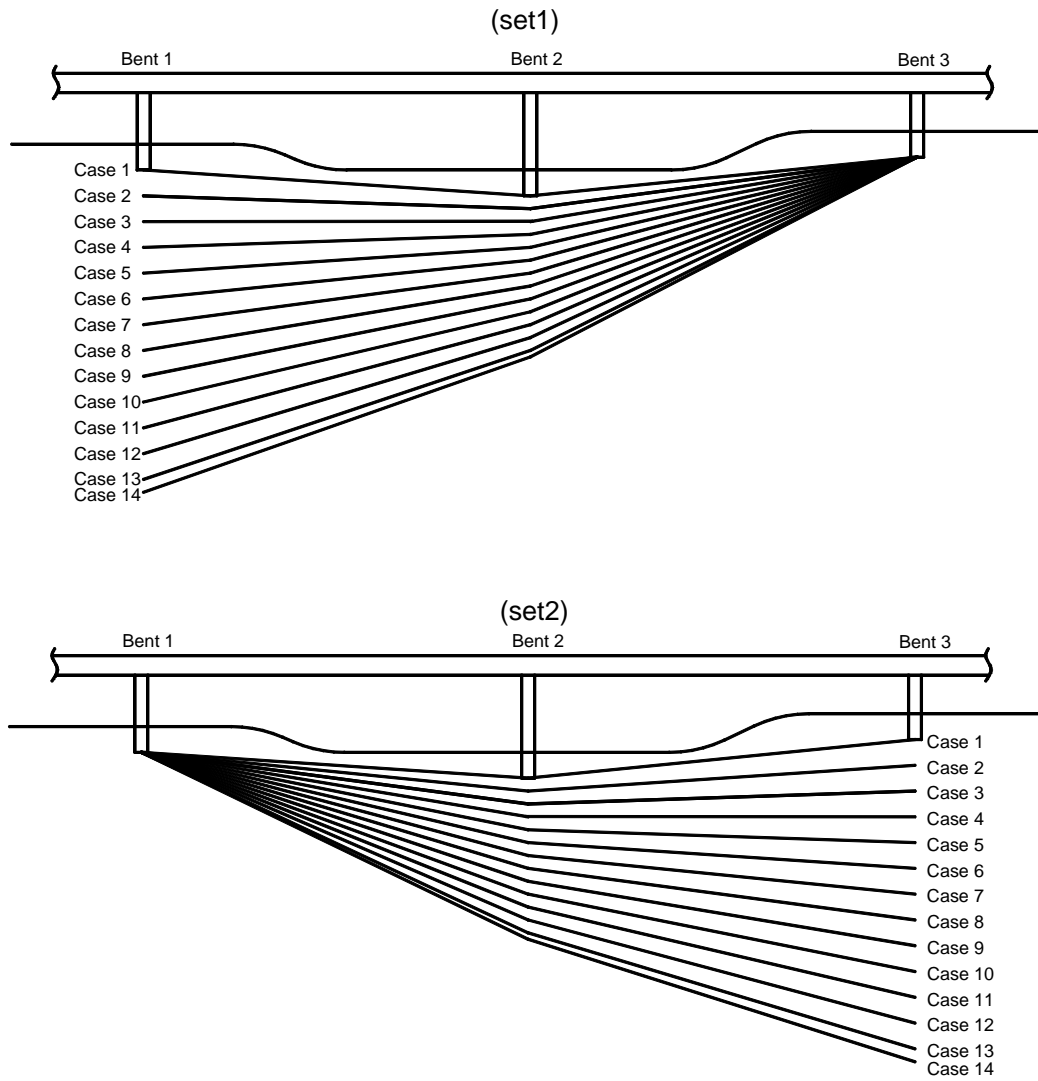 (set1)
Bent 1 Bent 2 Bent 3
Case 1
Case 2
Case 3
Case 4
Case 5
Case 6
Case 7
Case 8
Case 9
Case 10
Case 11
Case 12
Case 13
Case 14
(set2)
Bent 1 Bent 2 Bent 3
Case 1
Case 2
Case 3
Case 4
Case 5
Case 6
Case 7
Case 8
Case 9
Case 10
Case 11
Case 12
Case 13
Case 14